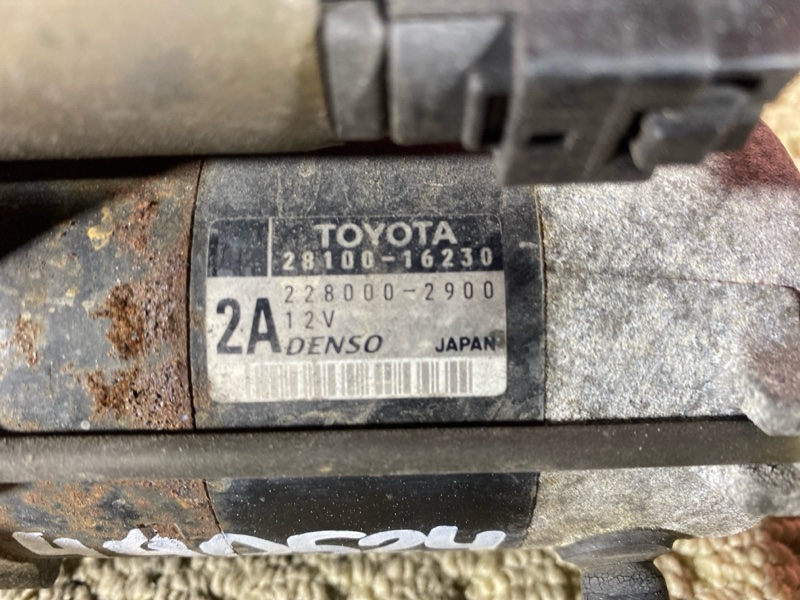 TOYOTA
28100-16230
228000-2900
2A
12V
DENSO JAPAN